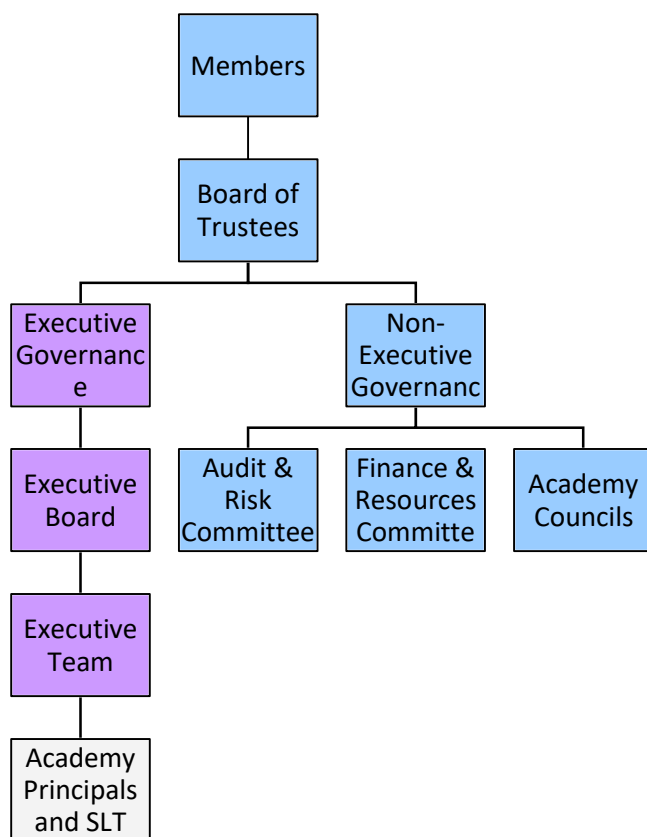 Members
Board of
Trustees
Executive
Governanc
e
Non-
Executive
Governanc
Executive
Board
Audit &
Risk
Committee
Finance &
Resources
Committe
Academy
Councils
Executive
Team
Academy
Principals
and SLT